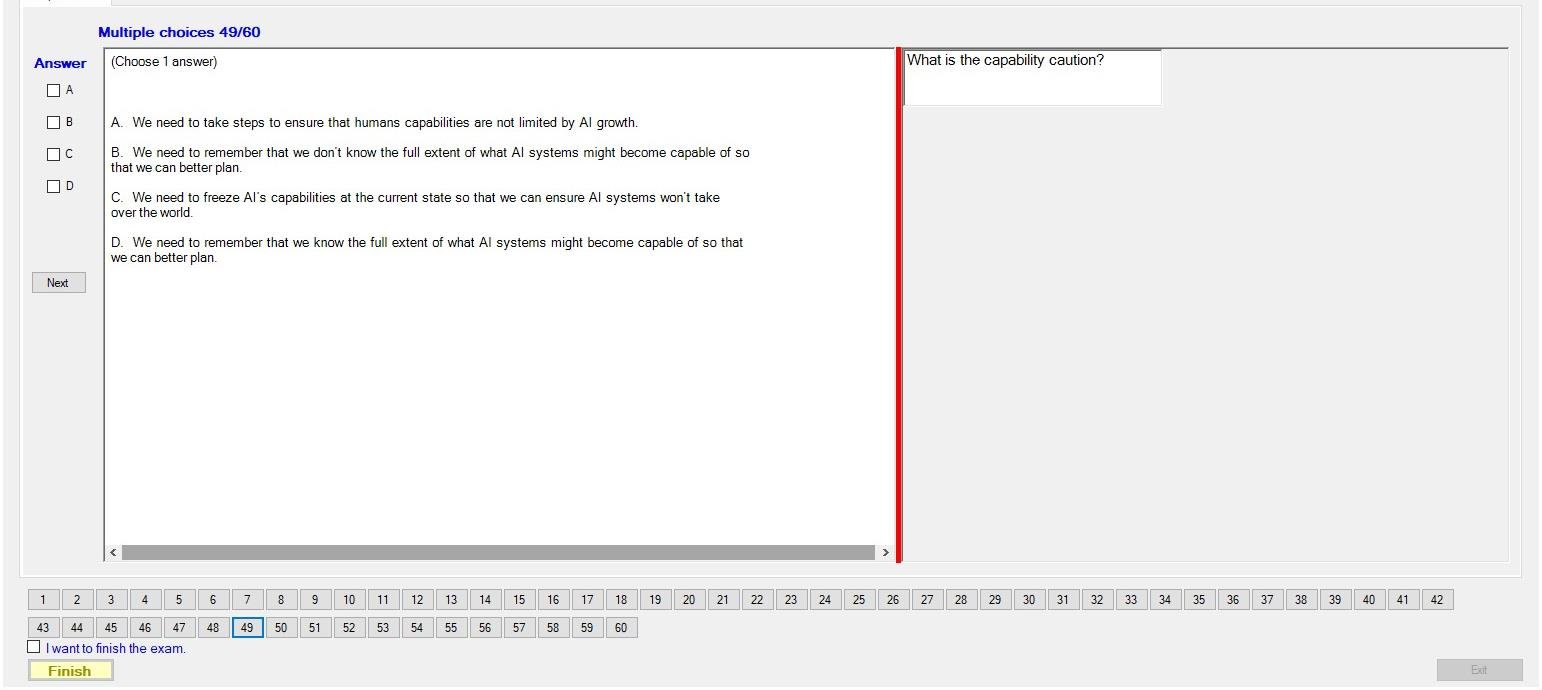 Multiple choices 49/60
Answer
(Choose 1 answer)
What is the capability caution?
A
B
C
D
A. We need to take steps to ensure that humans capabilities are not limited by AI growth.
B. We need to remember that we don't know the full extent of what AI systems might become capable of so
that we can better plan.
C. We need to freeze AI's capabilities at the current state so that we can ensure AI systems won't take
over the world.
D. We need to remember that we know the full extent of what AI systems might become capable of so that
we can better plan.
Next
1 2 3 4 5 6 7 8 9 10 11 12 13 14 15 16 17 18 19 20 21 22 23 24 25 26 27 28 29 30 31 32 33 34 35 36 37 38 39 40 41 42
43 44 45 46 47 48 49 50 51 52 53 54 55 56 57 58 59 60
I want to finish the exam.
Finish
Exit